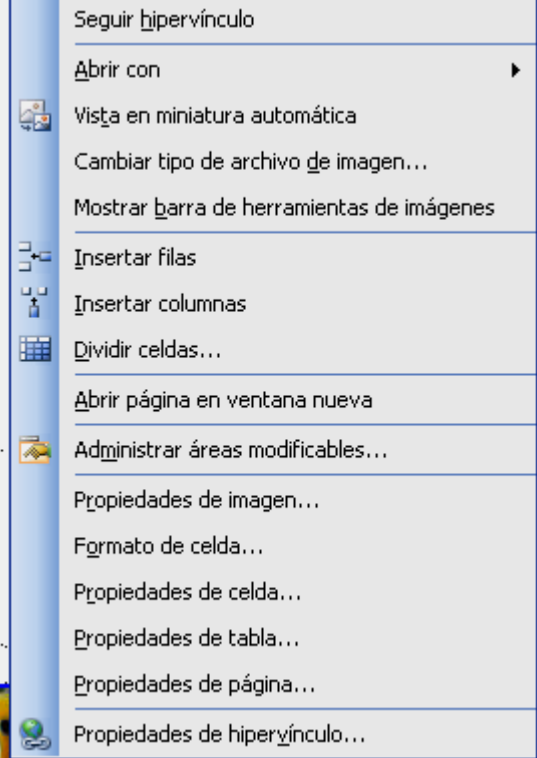 Seguir hipervínculo
Abrir con
Vista en miniatura automática
Cambiar tipo de archivo de imagen...
Mostrar barra de herramientas de imágenes
Insertar filas
Insertar columnas
Dividir celdas...
Abrir página en ventana nueva
Administrar áreas modificables...
Propiedades de imagen...
Formato de celda...
Propiedades de celda...
Propiedades de tabla...
Propiedades de página...
Propiedades de hipervínculo...